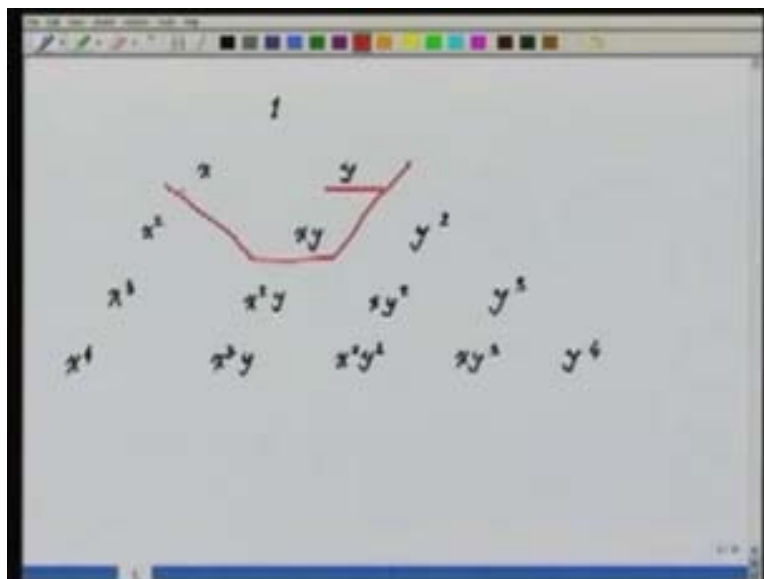 1
x y
x² xy y²
x³ x²y xy² y³
x⁴ x³y x²y² xy³ y⁴